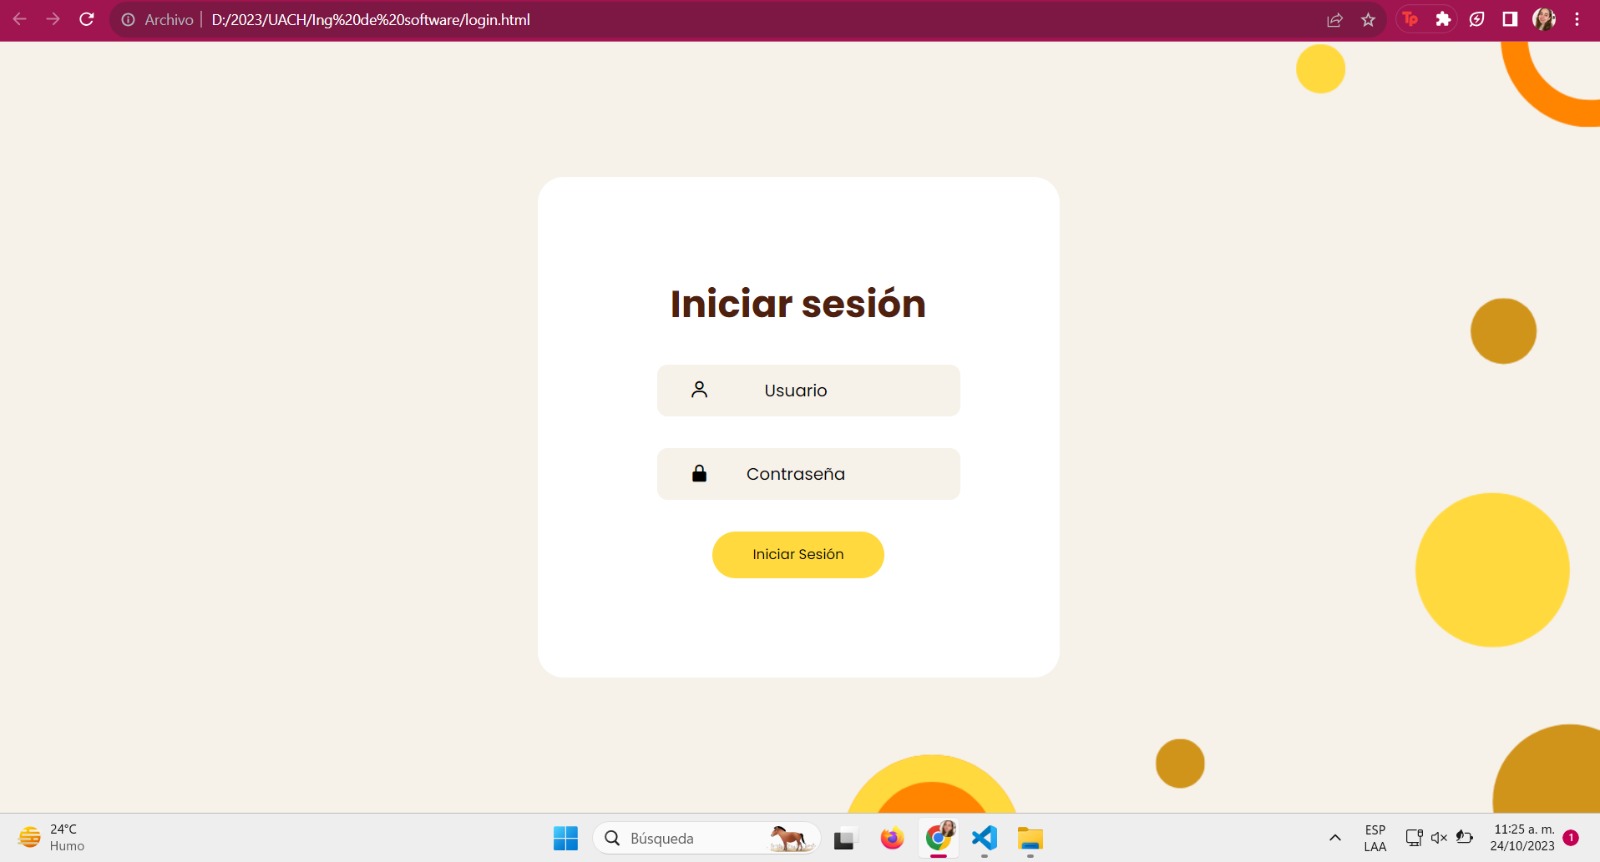 Archivo | D:/2023/UACH/Ing%20de%20software/login.html
Tp
Iniciar sesión
Usuario
Contraseña
Iniciar Sesión
24°C
Humo
Búsqueda
ESP
LAA
11:25 a. m.
24/10/2023
1